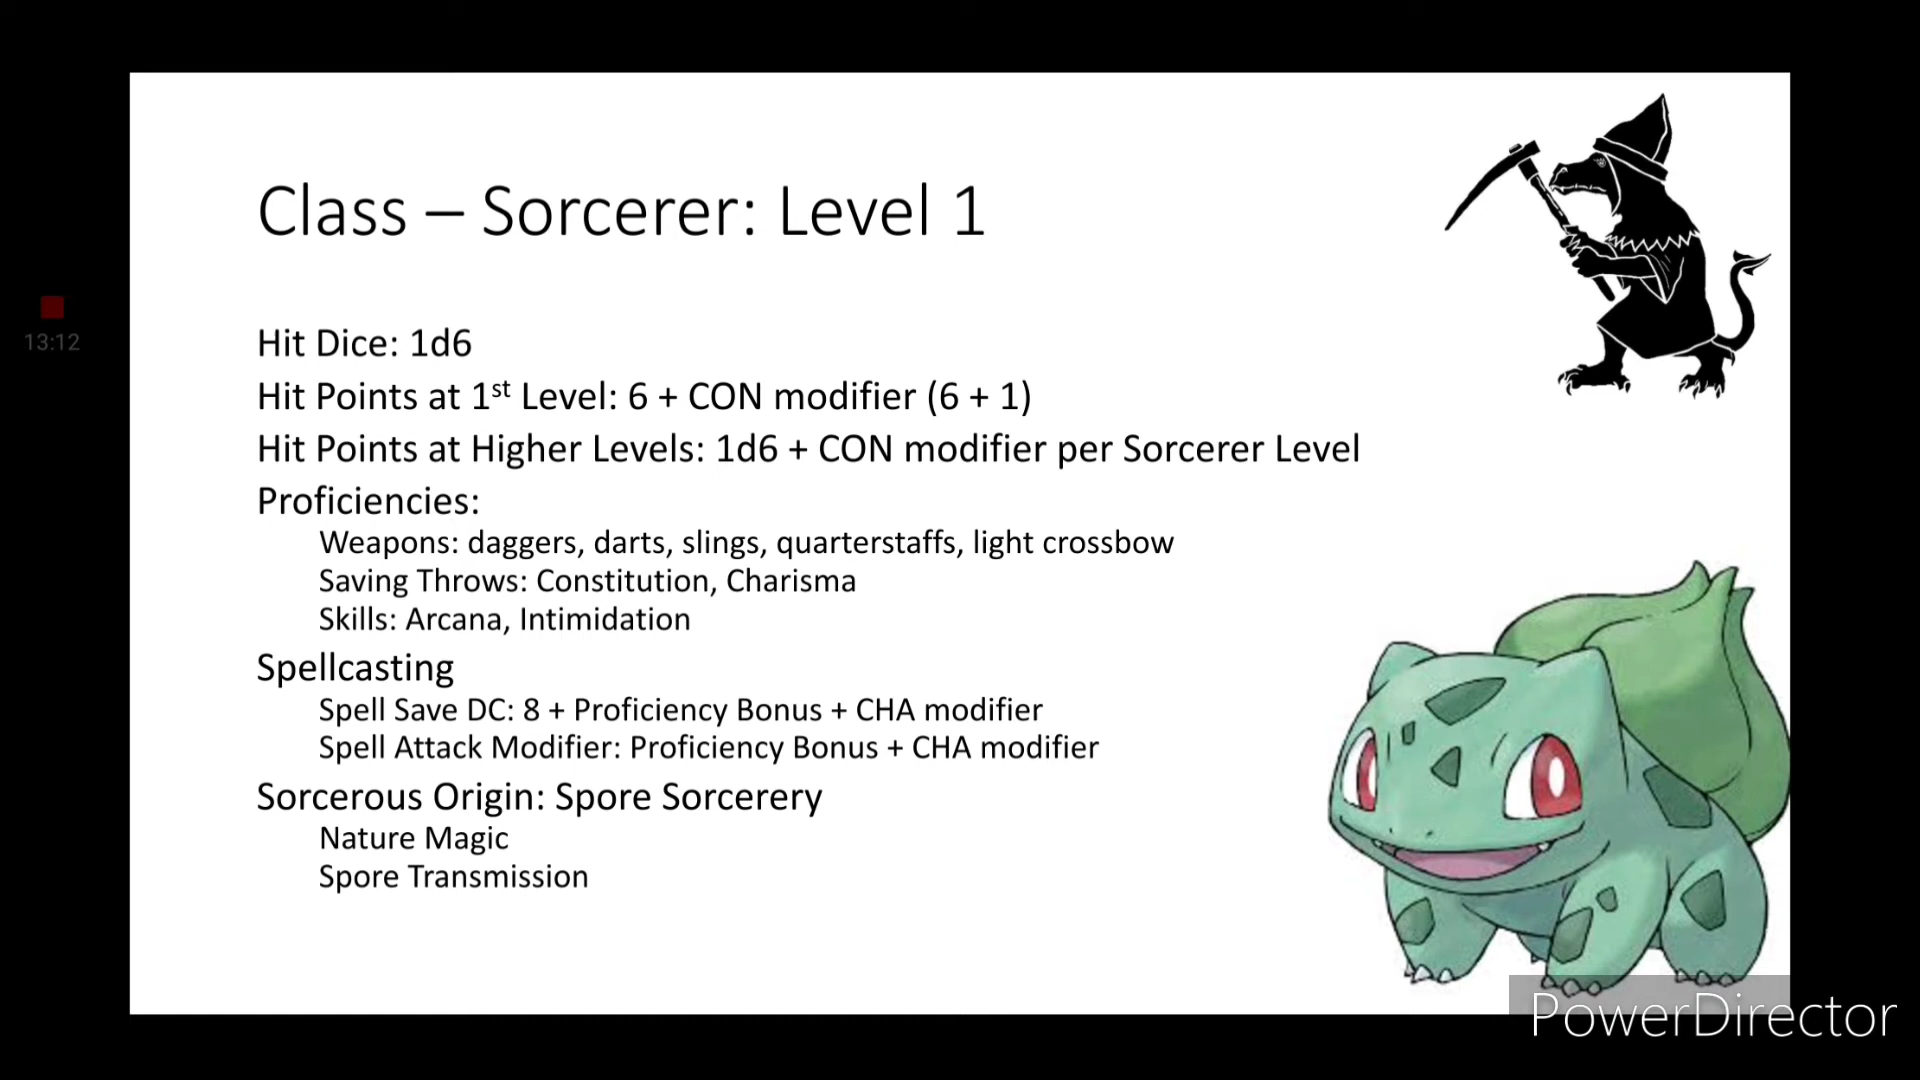 Class – Sorcerer: Level 1
13:12
Hit Dice: 1d6
Hit Points at 1st Level: 6 + CON modifier (6 + 1)
Hit Points at Higher Levels: 1d6 + CON modifier per Sorcerer Level
Proficiencies:
Weapons: daggers, darts, slings, quarterstaffs, light crossbow
Saving Throws: Constitution, Charisma
Skills: Arcana, Intimidation
Spellcasting
Spell Save DC: 8 + Proficiency Bonus + CHA modifier
Spell Attack Modifier: Proficiency Bonus + CHA modifier
Sorcerous Origin: Spore Sorcerery
Nature Magic
Spore Transmission
PowerDirector